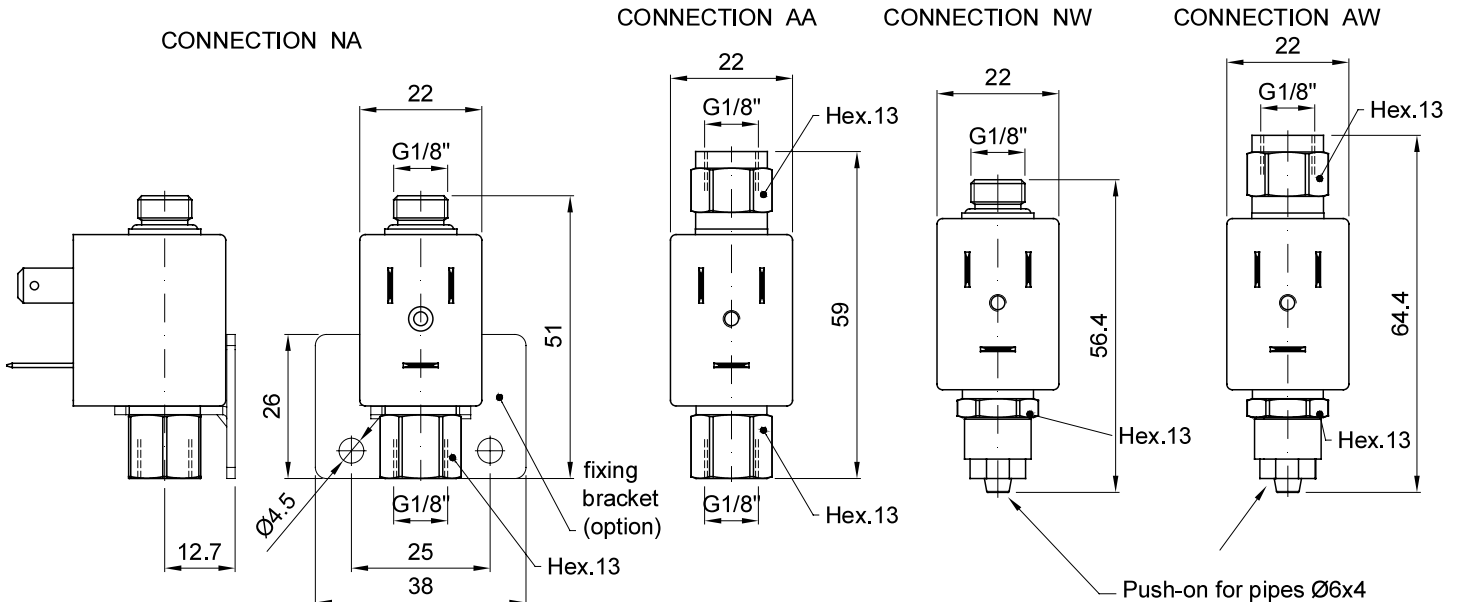 CONNECTION NA
CONNECTION AA
CONNECTION NW
CONNECTION AW
22
G1/8"
51
26
Ø4.5
12.7
G1/8"
25
38
fixing
bracket
(option)
Hex.13
22
G1/8"
Hex.13
59
G1/8"
Hex.13
22
G1/8"
56.4
Hex.13
22
G1/8"
Hex.13
64.4
Hex.13
Push-on for pipes Ø6x4